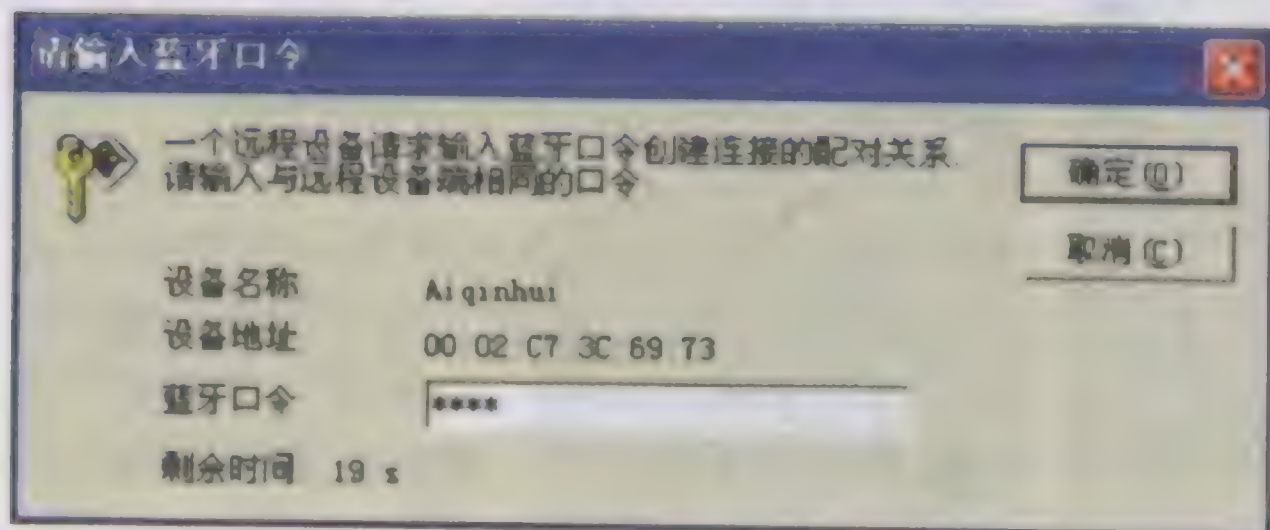 请输入蓝牙口令
一个远程设备请求输入蓝牙口令创建连接的配对关系.
请输入与远程设备端相同的口令
确定(O)
取消(C)
设备名称 Aiqinhui
设备地址 00 02 C7 3C 69 73
蓝牙口令 ****
剩余时间 19 s